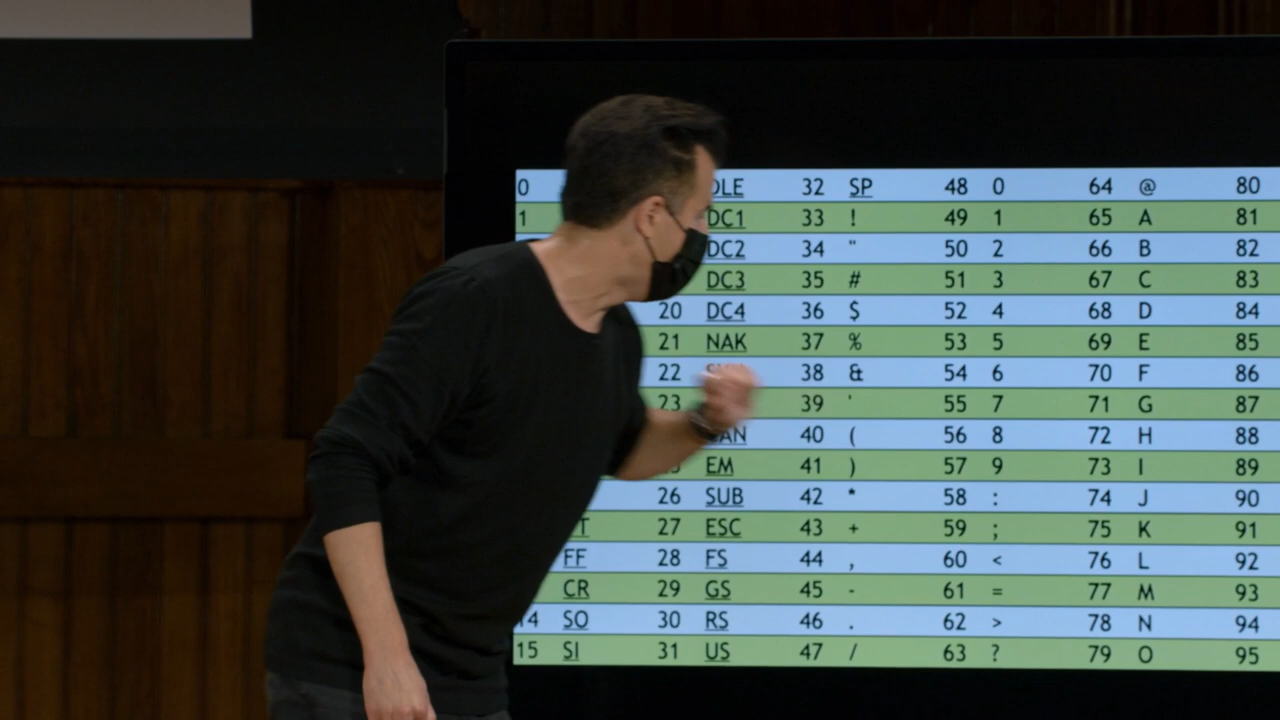 0 DLE 32 SP 48 0 64 @ 80
1 DC1 33 ! 49 1 65 A 81
DC2 34 " 50 2 66 B 82
DC3 35 # 51 3 67 C 83
20 DC4 36 $ 52 4 68 D 84
21 NAK 37 % 53 5 69 E 85
22 38 & 54 6 70 F 86
23 39 ' 55 7 71 G 87
40 ( 56 8 72 H 88
EM 41 ) 57 9 73 I 89
26 SUB 42 * 58 : 74 J 90
27 ESC 43 + 59 ; 75 K 91
FF 28 FS 44 , 60 < 76 L 92
CR 29 GS 45 - 61 = 77 M 93
14 SO 30 RS 46 . 62 > 78 N 94
15 SI 31 US 47 / 63 ? 79 O 95